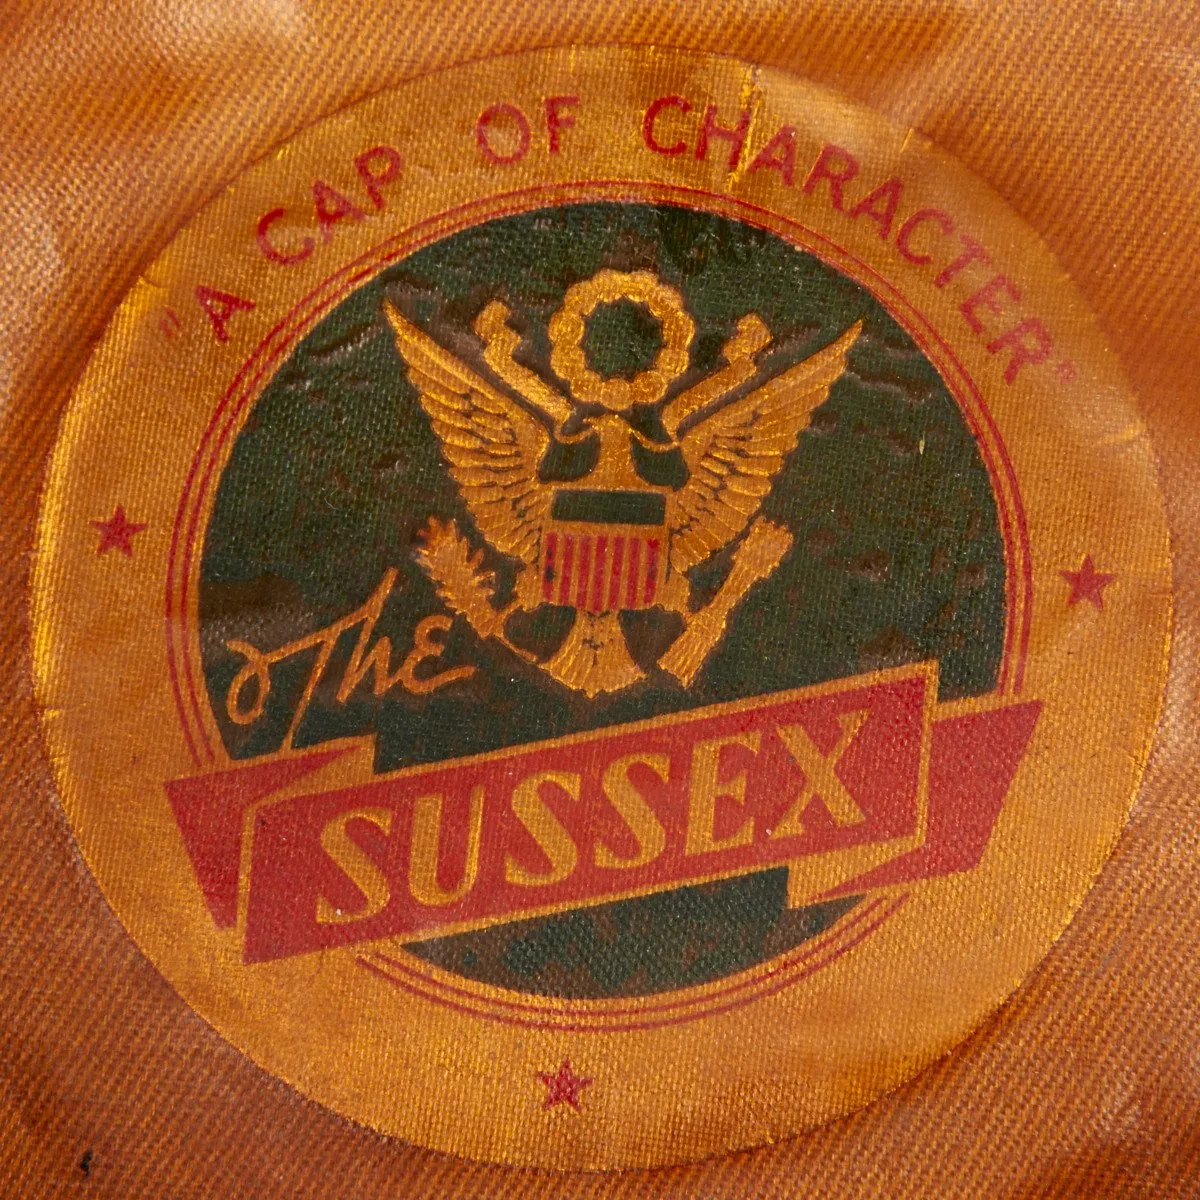 "A CAP OF CHARACTER"
The
SUSSEX